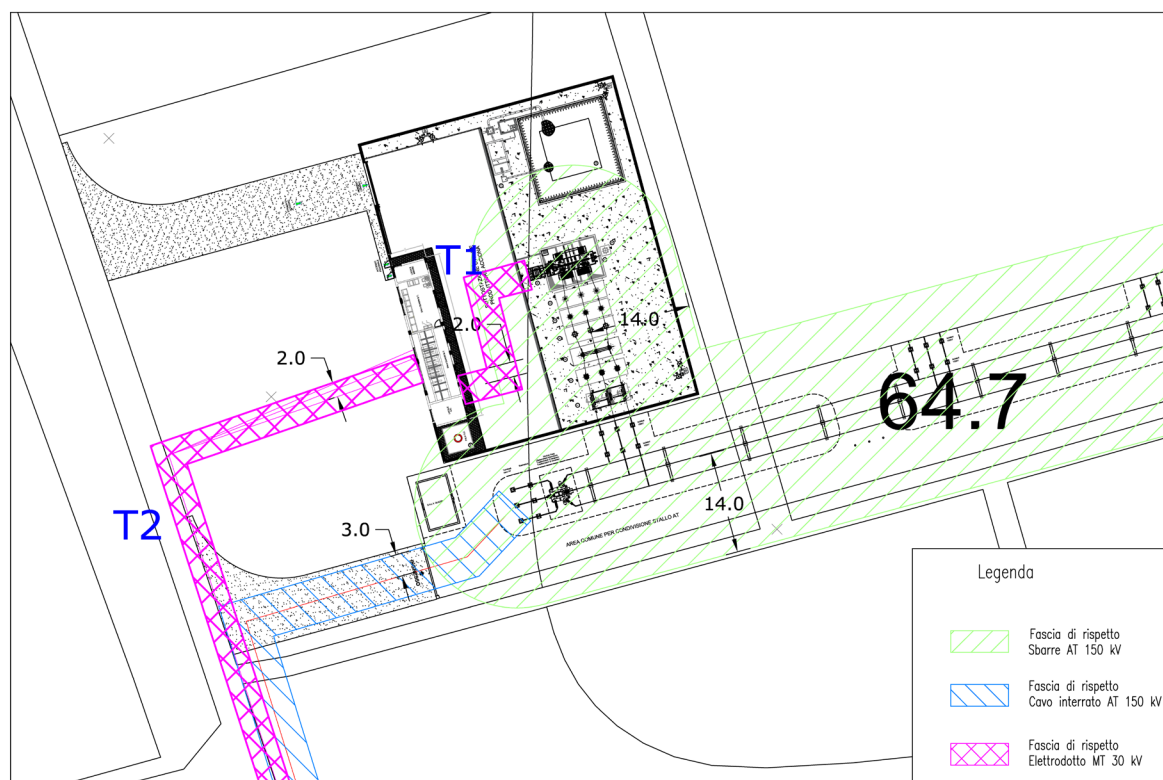 T1
2.0
14.0
2.0
64.7
T2
3.0
14.0
AREA COMUNE PER CONDIVISIONE STALLO AT
INGRESSO
Legenda
Fascia di rispetto
Sbarre AT 150 kV
Fascia di rispetto
Cavo interrato AT 150 kV
Fascia di rispetto
Elettrodotto MT 30 kV